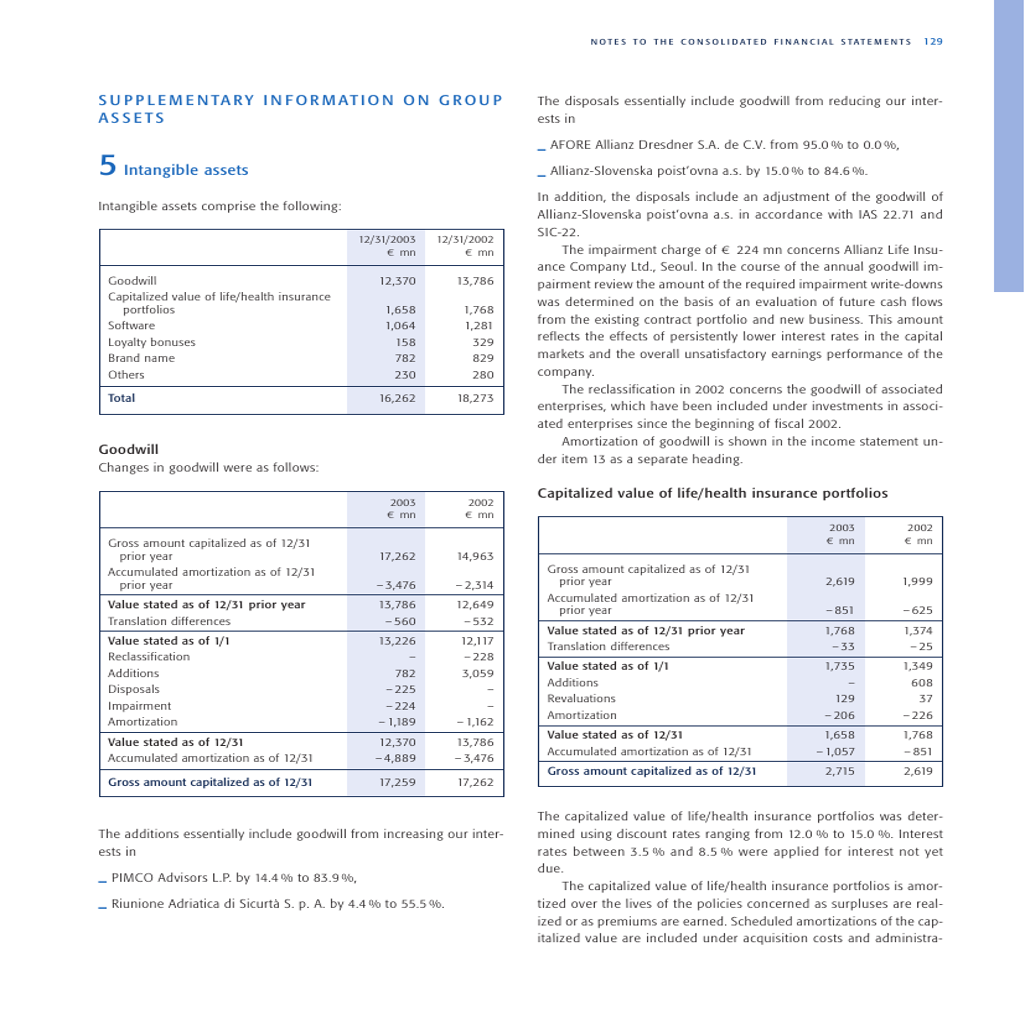 NOTES TO THE CONSOLIDATED FINANCIAL STATEMENTS 129
SUPPLEMENTARY INFORMATION ON GROUP
ASSETS
5 Intangible assets
Intangible assets comprise the following:
12/31/2003 12/31/2002
€ mn € mn
Goodwill 12,370 13,786
Capitalized value of life/health insurance
portfolios 1,658 1,768
Software 1,064 1,281
Loyalty bonuses 158 329
Brand name 782 829
Others 230 280
Total 16,262 18,273
Goodwill
Changes in goodwill were as follows:
2003 2002
€ mn € mn
Gross amount capitalized as of 12/31
prior year 17,262 14,963
Accumulated amortization as of 12/31
prior year – 3,476 – 2,314
Value stated as of 12/31 prior year 13,786 12,649
Translation differences – 560 – 532
Value stated as of 1/1 13,226 12,117
Reclassification – – 228
Additions 782 3,059
Disposals – 225 –
Impairment – 224 –
Amortization – 1,189 – 1,162
Value stated as of 12/31 12,370 13,786
Accumulated amortization as of 12/31 – 4,889 – 3,476
Gross amount capitalized as of 12/31 17,259 17,262
The additions essentially include goodwill from increasing our inter-
ests in
_ PIMCO Advisors L.P. by 14.4 % to 83.9 %,
_ Riunione Adriatica di Sicurtà S. p. A. by 4.4 % to 55.5 %.
The disposals essentially include goodwill from reducing our inter-
ests in
_ AFORE Allianz Dresdner S.A. de C.V. from 95.0 % to 0.0 %,
_ Allianz-Slovenska poist’ovna a.s. by 15.0 % to 84.6 %.
In addition, the disposals include an adjustment of the goodwill of
Allianz-Slovenska poist’ovna a.s. in accordance with IAS 22.71 and
SIC-22.
The impairment charge of € 224 mn concerns Allianz Life Insu-
ance Company Ltd., Seoul. In the course of the annual goodwill im-
pairment review the amount of the required impairment write-downs
was determined on the basis of an evaluation of future cash flows
from the existing contract portfolio and new business. This amount
reflects the effects of persistently lower interest rates in the capital
markets and the overall unsatisfactory earnings performance of the
company.
The reclassification in 2002 concerns the goodwill of associated
enterprises, which have been included under investments in associ-
ated enterprises since the beginning of fiscal 2002.
Amortization of goodwill is shown in the income statement un-
der item 13 as a separate heading.
Capitalized value of life/health insurance portfolios
2003 2002
€ mn € mn
Gross amount capitalized as of 12/31
prior year 2,619 1,999
Accumulated amortization as of 12/31
prior year – 851 – 625
Value stated as of 12/31 prior year 1,768 1,374
Translation differences – 33 – 25
Value stated as of 1/1 1,735 1,349
Additions – 608
Revaluations 129 37
Amortization – 206 – 226
Value stated as of 12/31 1,658 1,768
Accumulated amortization as of 12/31 – 1,057 – 851
Gross amount capitalized as of 12/31 2,715 2,619
The capitalized value of life/health insurance portfolios was deter-
mined using discount rates ranging from 12.0 % to 15.0 %. Interest
rates between 3.5 % and 8.5 % were applied for interest not yet
due.
The capitalized value of life/health insurance portfolios is amor-
tized over the lives of the policies concerned as surpluses are real-
ized or as premiums are earned. Scheduled amortizations of the cap-
italized value are included under acquisition costs and administra-